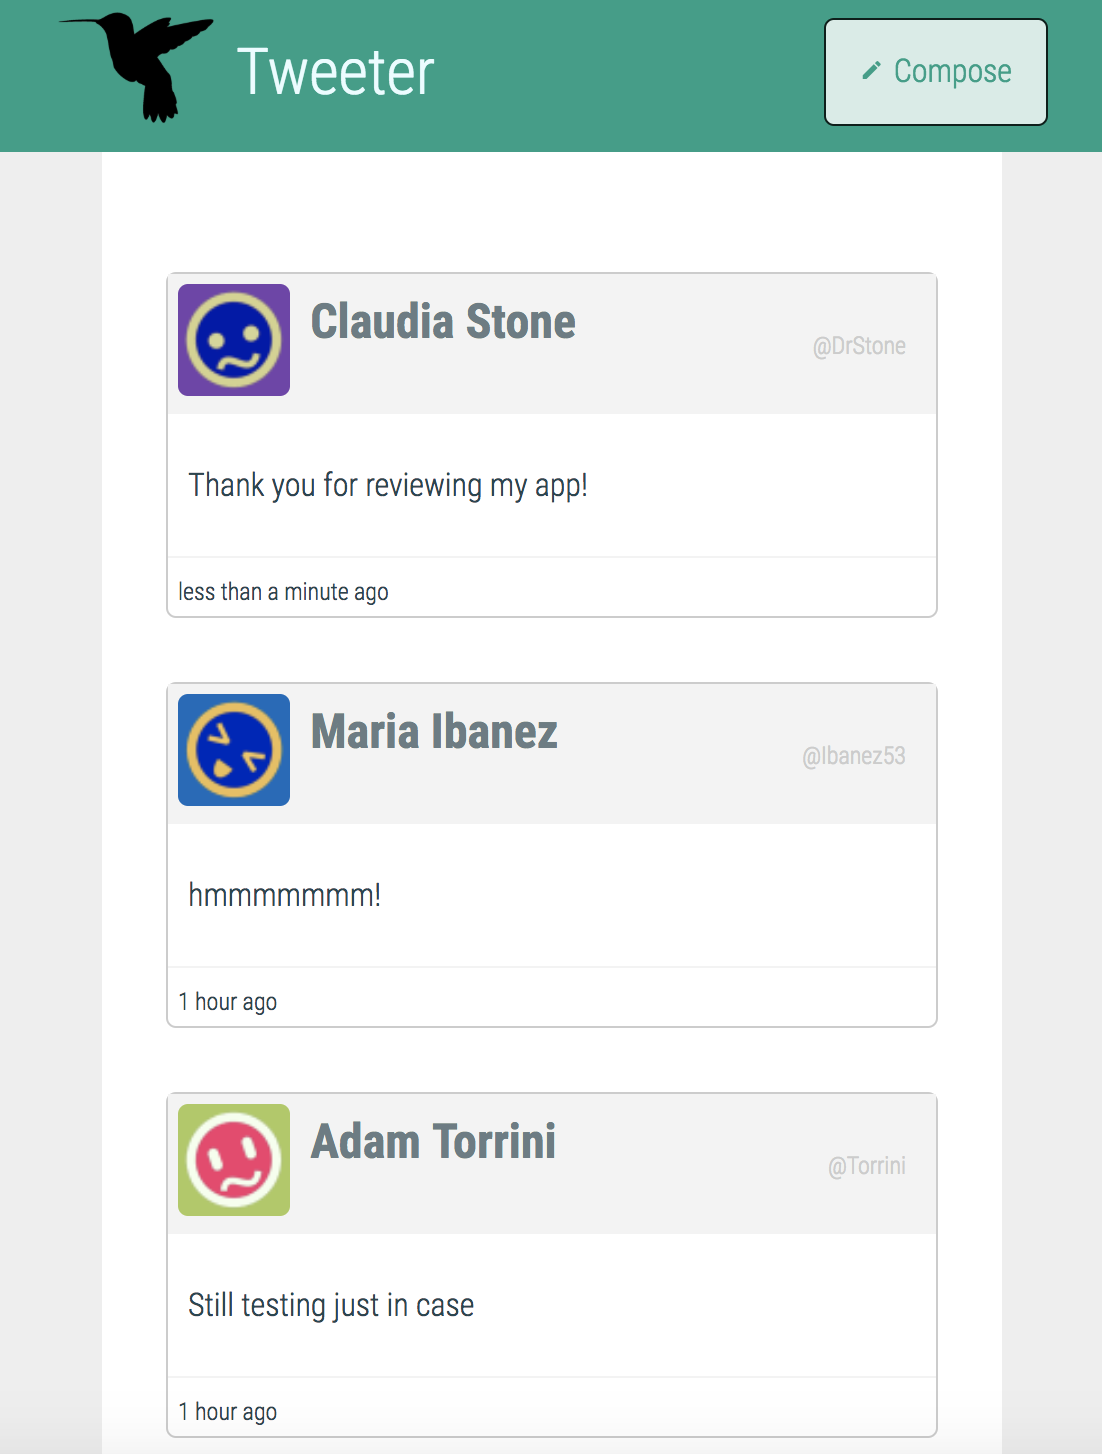 Tweeter
Compose
Claudia Stone
@DrStone
Thank you for reviewing my app!
less than a minute ago
Maria Ibanez
@Ibanez53
hmmmmmmm!
1 hour ago
Adam Torrini
@Torrini
Still testing just in case
1 hour ago